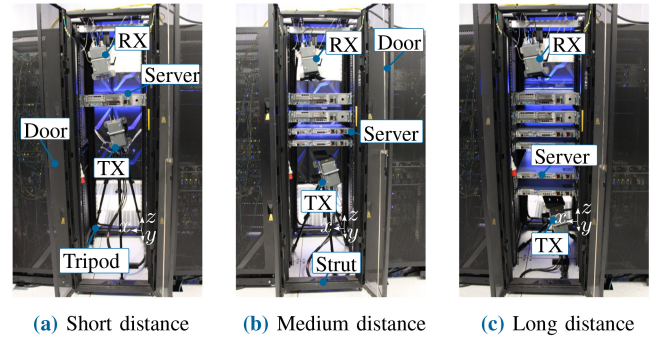 RX
Server
Door
TX
z
x
y
Tripod
(a) Short distance
RX
Door
Server
TX
z
x
y
Strut
(b) Medium distance
RX
Server
z
x
y
TX
(c) Long distance